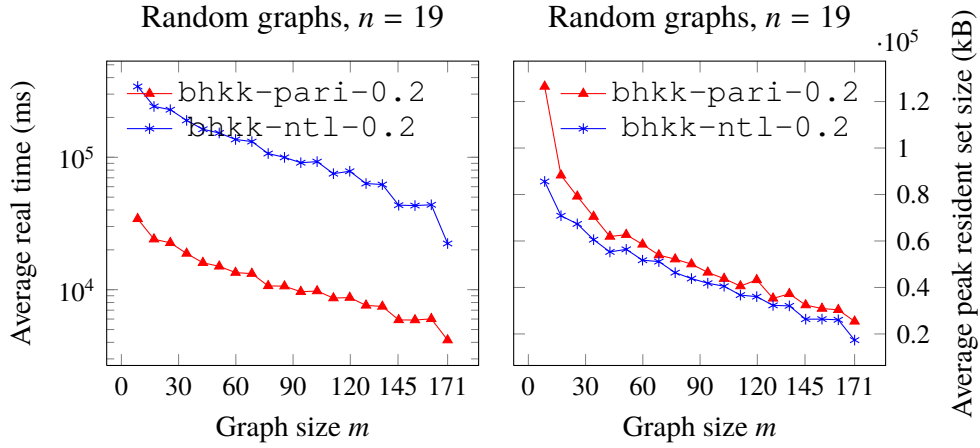 Random graphs, n = 19
Average real time (ms)
10^5
10^4
bhkk-pari-0.2
bhkk-ntl-0.2
0 30 60 90 120 145 171
Graph size m
Random graphs, n = 19
·10^5
bhkk-pari-0.2
bhkk-ntl-0.2
1.2
1
0.8
0.6
0.4
0.2
Average peak resident set size (kB)
0 30 60 90 120 145 171
Graph size m